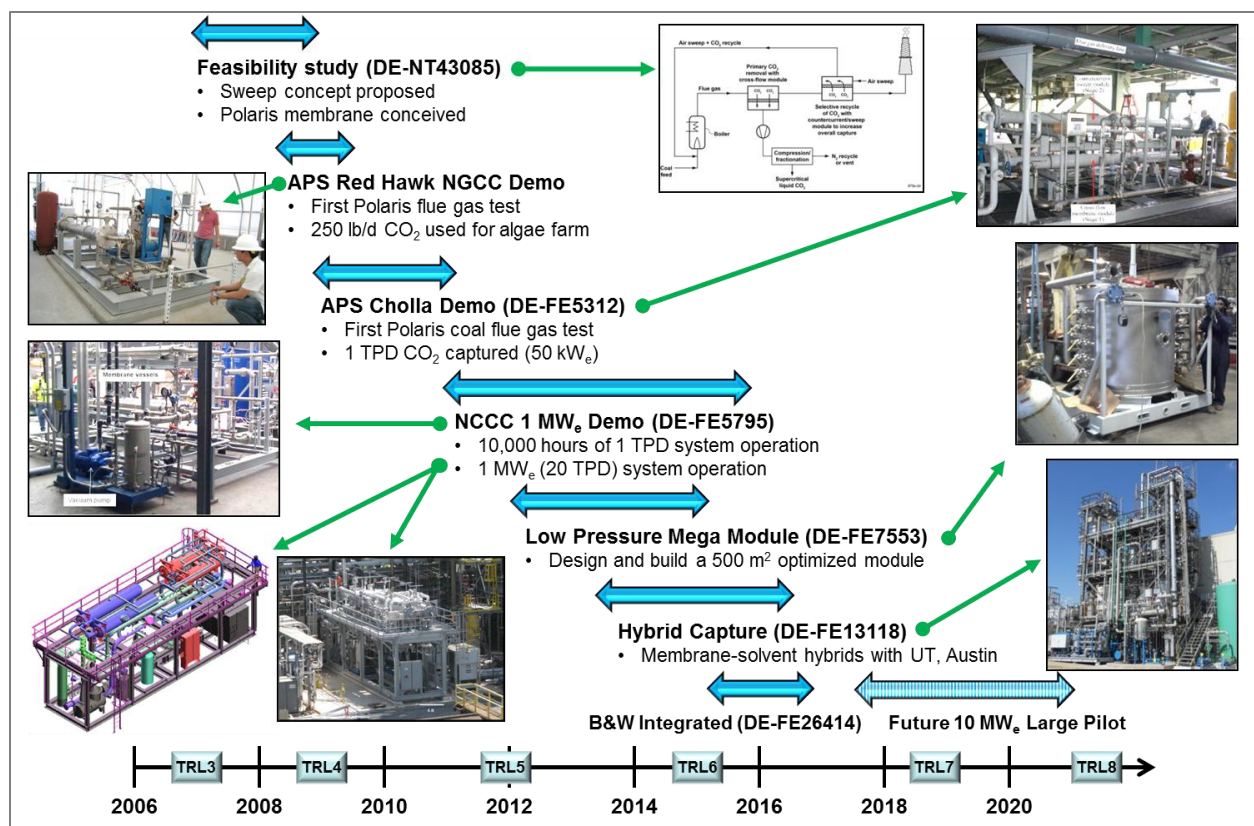 Feasibility study (DE-NT43085)
• Sweep concept proposed
• Polaris membrane conceived
Air sweep + CO₂ recycle
Primary CO₂
removal with
cross-flow module
Flue gas
CO₂ CO₂
CO₂ CO₂
Air sweep
Selective recycle
of CO₂ with
countercurrent/sweep
module to increase
overall capture
Boiler
Coal
feed
Compression/
fractionation
N₂ recycle
or vent
Supercritical
liquid CO₂
APS Red Hawk NGCC Demo
• First Polaris flue gas test
• 250 lb/d CO₂ used for algae farm
APS Cholla Demo (DE-FE5312)
• First Polaris coal flue gas test
• 1 TPD CO₂ captured (50 kWₑ)
Membrane vessels
Vacuum pump
NCCC 1 MWₑ Demo (DE-FE5795)
• 10,000 hours of 1 TPD system operation
• 1 MWₑ (20 TPD) system operation
Low Pressure Mega Module (DE-FE7553)
• Design and build a 500 m² optimized module
Hybrid Capture (DE-FE13118)
• Membrane-solvent hybrids with UT, Austin
B&W Integrated (DE-FE26414)
Future 10 MWₑ Large Pilot
TRL3 TRL4 TRL5 TRL6 TRL7 TRL8
2006 2008 2010 2012 2014 2016 2018 2020